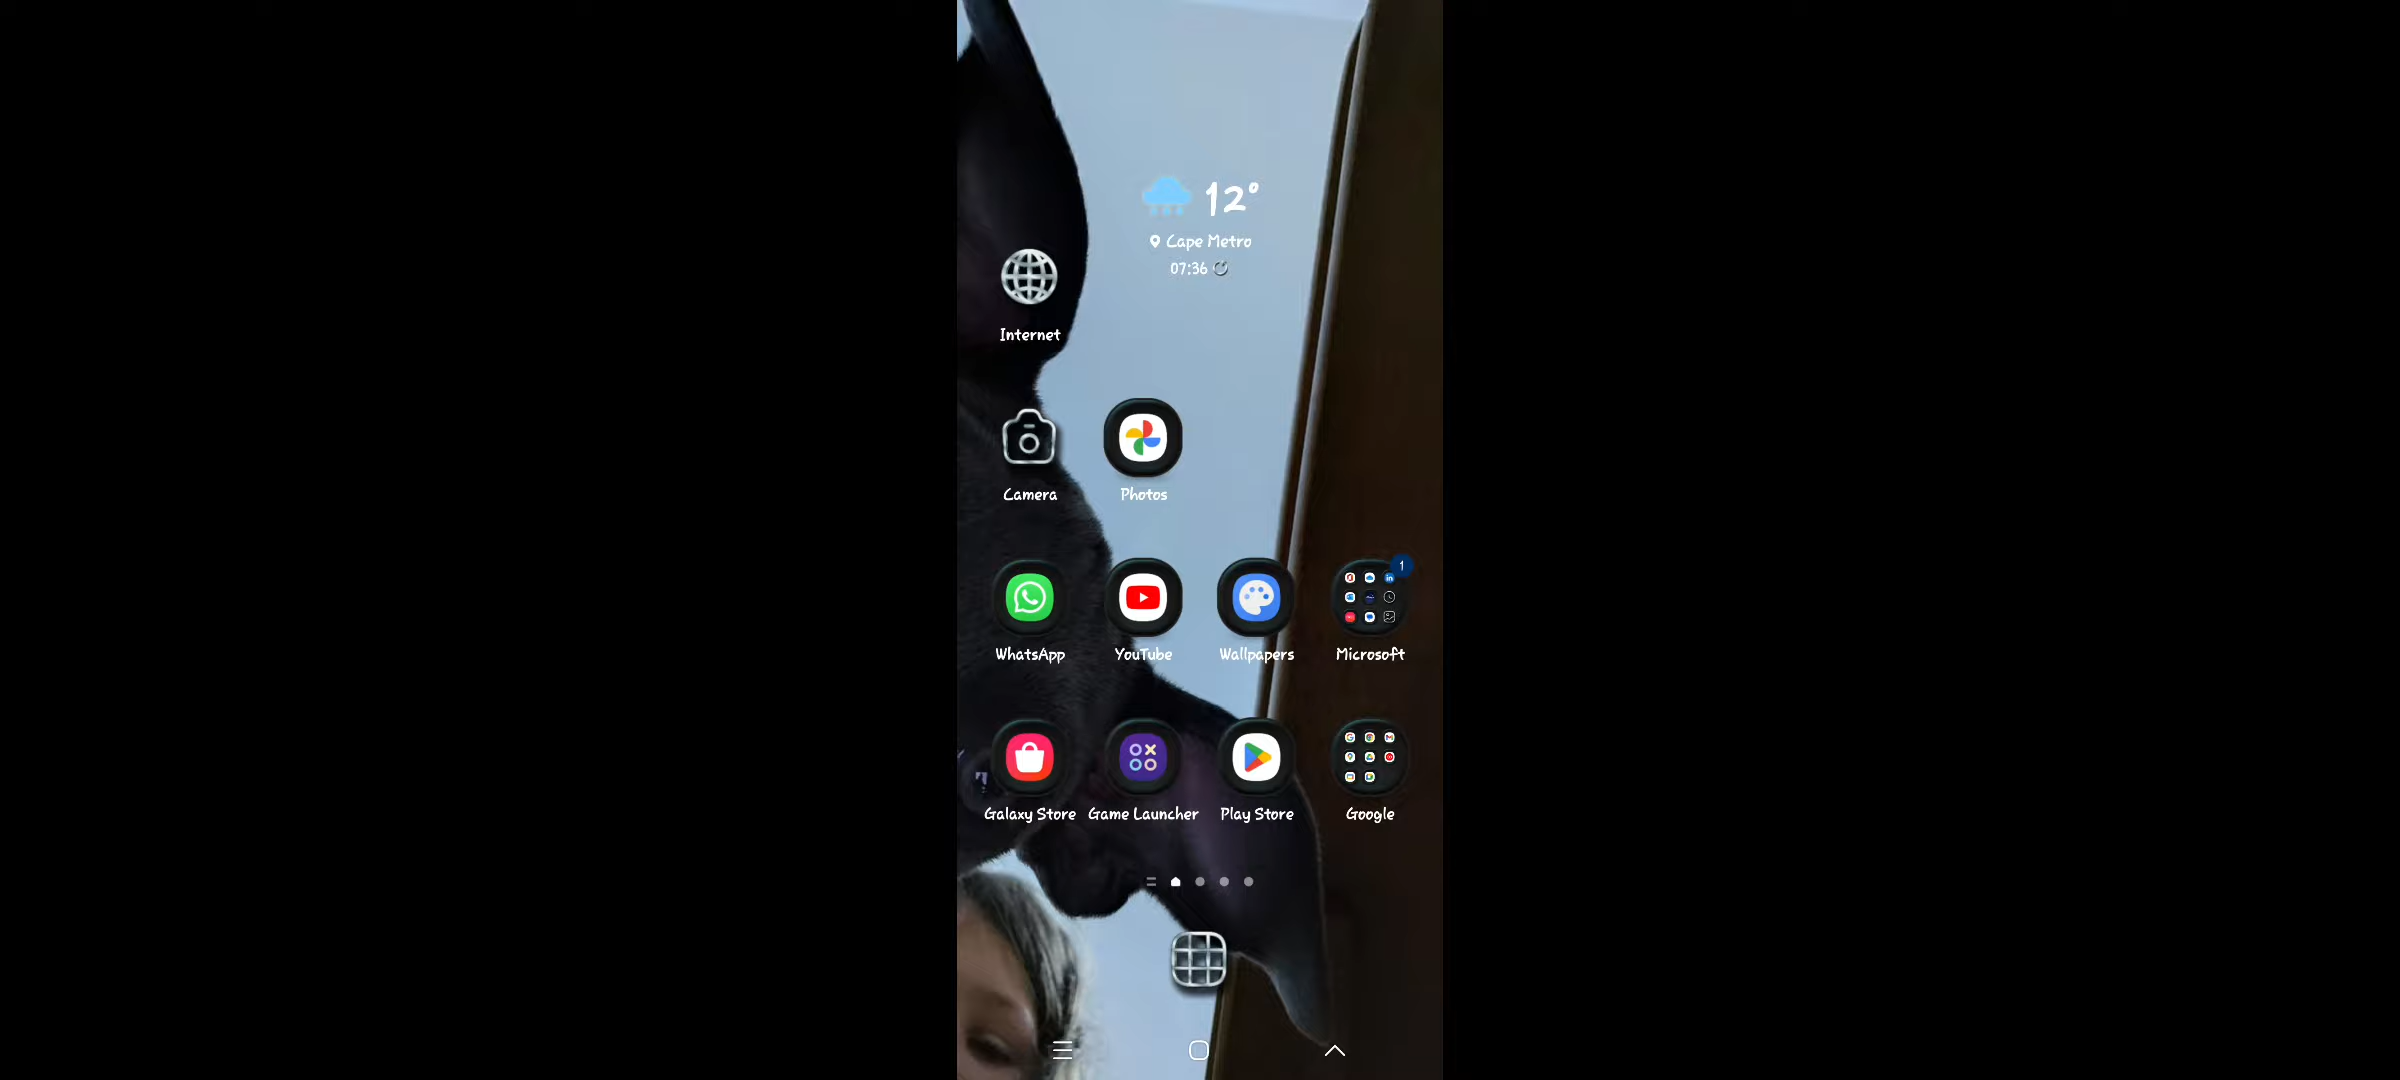 12°
Cape Metro
07:36
Internet
Camera
Photos
1
WhatsApp
YouTube
Wallpapers
Microsoft
Galaxy Store
Game Launcher
Play Store
Google